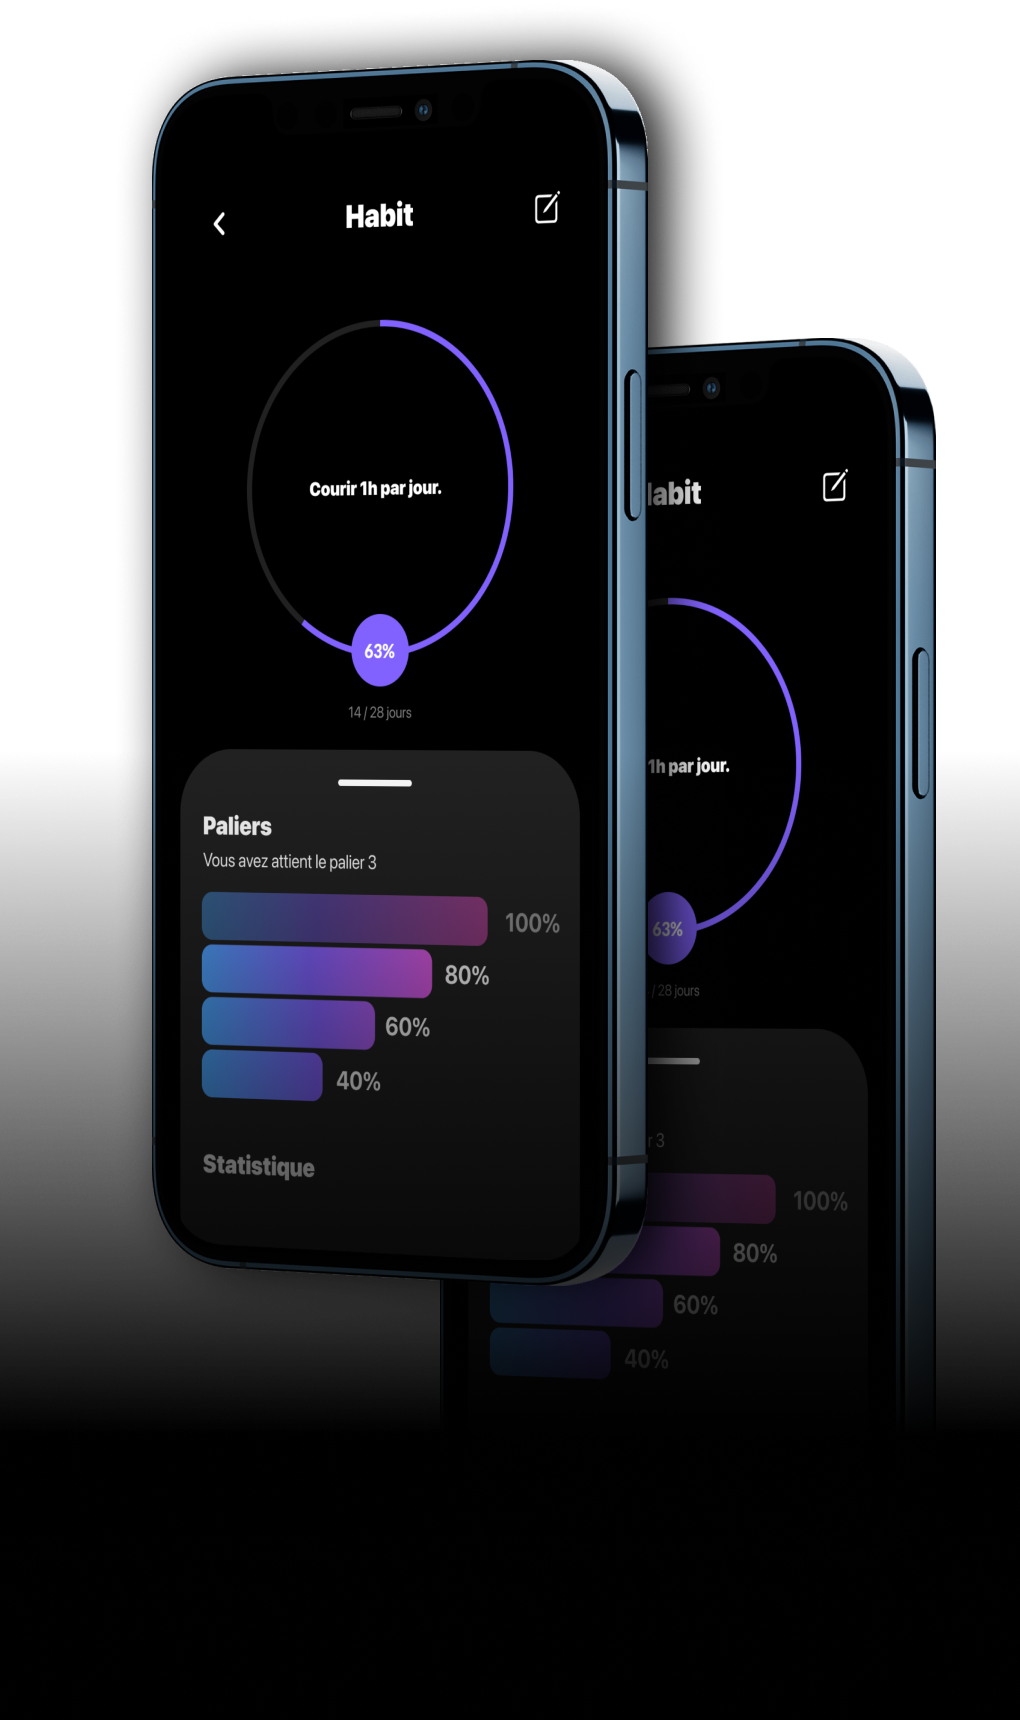 Habit
Courir 1h par jour.
63%
14 / 28 jours
Paliers
Vous avez attient le palier 3
100%
80%
60%
40%
Statistique
abit
1h par jour.
63%
/ 28 jours
r 3
100%
80%
60%
40%